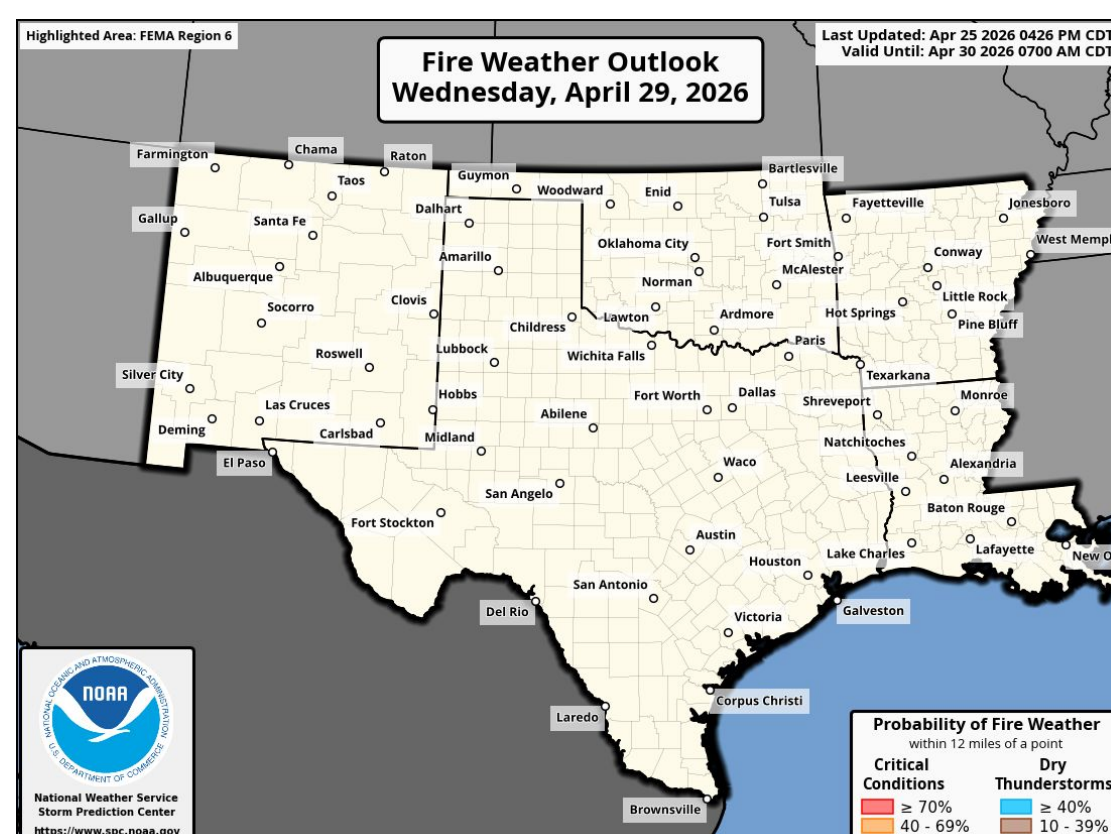 Highlighted Area: FEMA Region 6
Last Updated: Apr 25 2026 0426 PM CDT
Valid Until: Apr 30 2026 0700 AM CDT
Fire Weather Outlook
Wednesday, April 29, 2026
Farmington
Chama
Raton
Taos
Guymon
Woodward
Enid
Bartlesville
Tulsa
Fayetteville
Jonesboro
Gallup
Santa Fe
Dalhart
Oklahoma City
Fort Smith
West Memp
Albuquerque
Amarillo
Norman
McAlester
Conway
Socorro
Clovis
Childress
Lawton
Ardmore
Hot Springs
Little Rock
Pine Bluff
Roswell
Lubbock
Wichita Falls
Paris
Texarkana
Silver City
Hobbs
Fort Worth
Dallas
Shreveport
Monroe
Las Cruces
Deming
Carlsbad
Midland
Abilene
Natchitoches
El Paso
San Angelo
Waco
Leesville
Alexandria
Fort Stockton
Austin
Baton Rouge
Houston
Lake Charles
Lafayette
New O
Del Rio
San Antonio
Victoria
Galveston
Laredo
Corpus Christi
Brownsville
NATIONAL OCEANIC AND ATMOSPHERIC ADMINISTRATION
NOAA
U.S. DEPARTMENT OF COMMERCE
National Weather Service
Storm Prediction Center
https://www.spc.noaa.gov
Probability of Fire Weather
within 12 miles of a point
Critical Conditions
Dry Thunderstorms
≥ 70%
≥ 40%
40 - 69%
10 - 39%